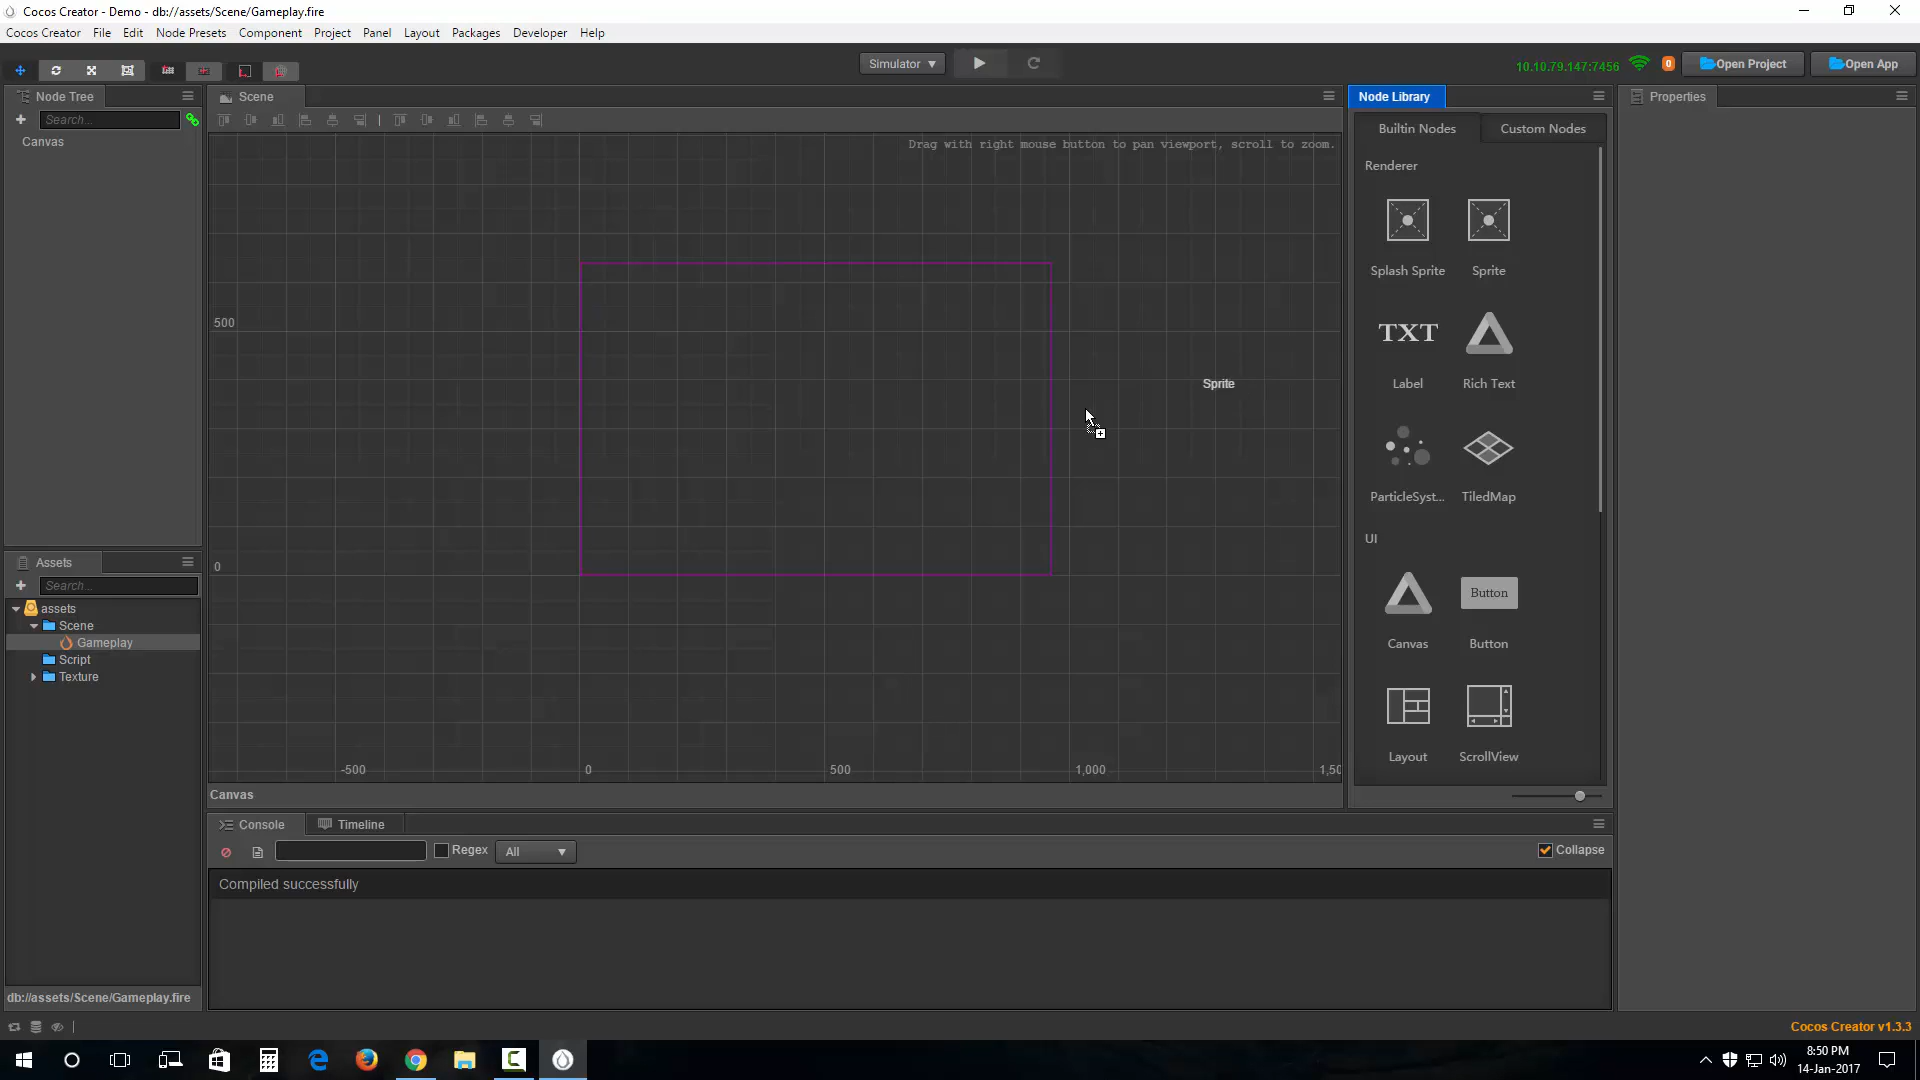 Cocos Creator - Demo - db://assets/Scene/Gameplay.fire
Cocos Creator File Edit Node Presets Component Project Panel Layout Packages Developer Help
Simulator
10.10.79.147:7456
0
Open Project
Open App
Node Tree
Search...
Canvas
Scene
Drag with right mouse button to pan viewport, scroll to zoom.
500
0
-500 0 500 1,000 1,50
Sprite
Canvas
Node Library
Builtin Nodes
Custom Nodes
Renderer
Splash Sprite
Sprite
TXT
Label
Rich Text
ParticleSyst...
TiledMap
UI
Canvas
Button
Button
Layout
ScrollView
Properties
Assets
Search...
assets
Scene
Gameplay
Script
Texture
db://assets/Scene/Gameplay.fire
Console
Timeline
Regex
All
Collapse
Compiled successfully
Cocos Creator v1.3.3
8:50 PM
14-Jan-2017